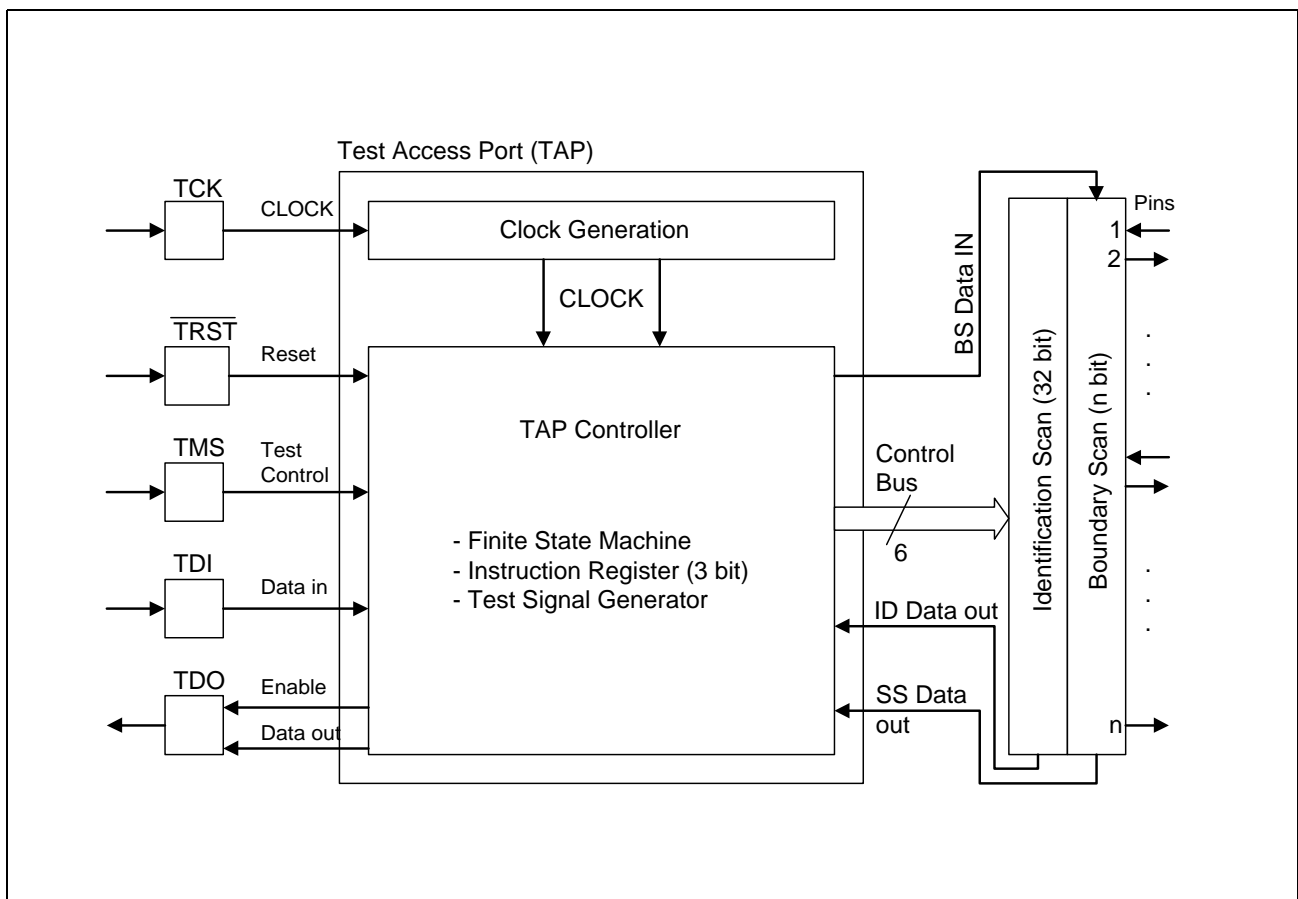 Test Access Port (TAP)
TCK
CLOCK
Clock Generation
CLOCK
TRST
Reset
TAP Controller
TMS
Test
Control
- Finite State Machine
- Instruction Register (3 bit)
- Test Signal Generator
TDI
Data in
TDO
Enable
Data out
BS Data IN
Control
Bus
6
ID Data out
SS Data
out
Identification Scan (32 bit)
Boundary Scan (n bit)
Pins
1
2
.
.
.
.
.
.
n